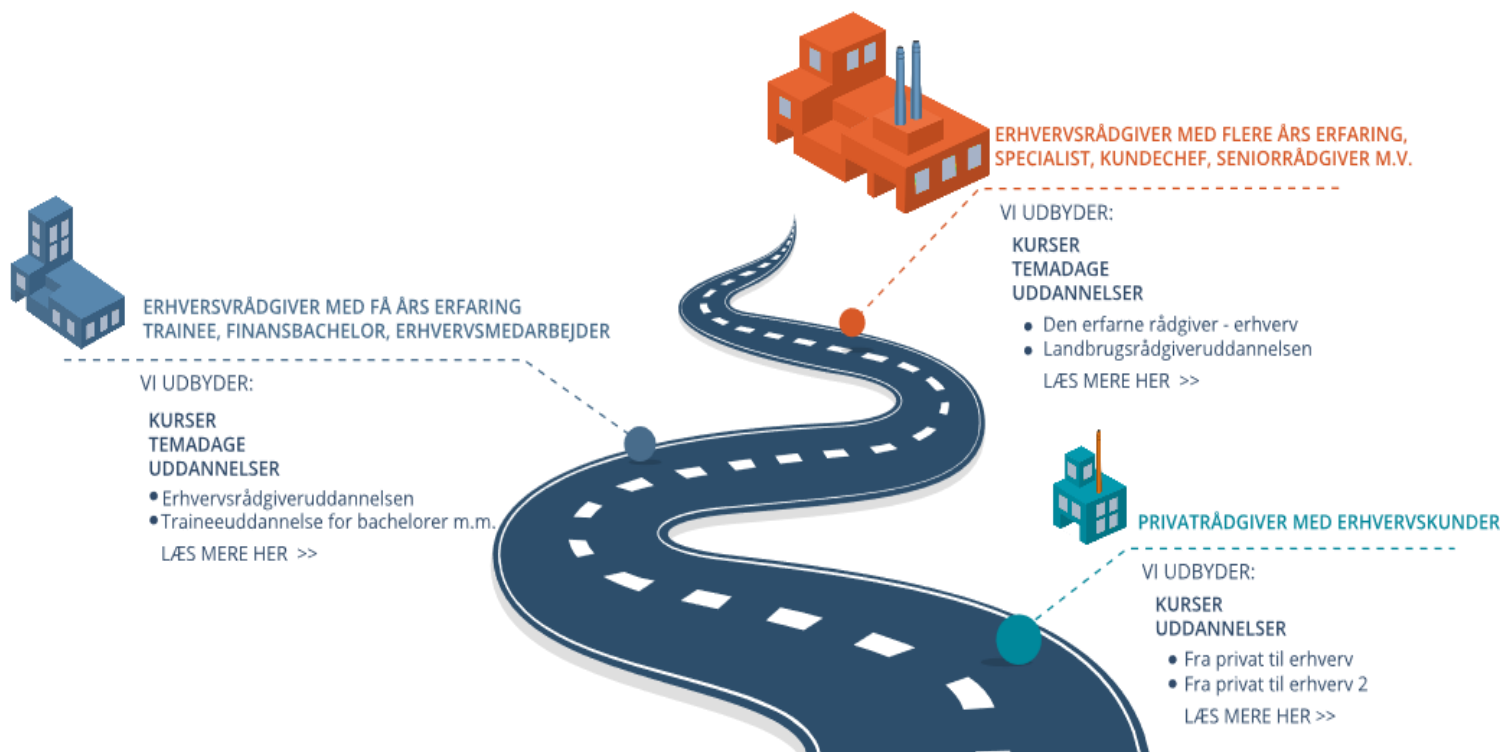 ERHVERVSRÅDGIVER MED FLERE ÅRS ERFARING,
SPECIALIST, KUNDECHEF, SENIORRÅDGIVER M.V.
VI UDBYDER:
KURSER
TEMADAGE
UDDANNELSER
• Den erfarne rådgiver - erhverv
• Landbrugsrådgiveruddannelsen
LÆS MERE HER >>
ERHVERSVRÅDGIVER MED FÅ ÅRS ERFARING
TRAINEE, FINANSBACHELOR, ERHVERVSMEDARBEJDER
VI UDBYDER:
KURSER
TEMADAGE
UDDANNELSER
• Erhvervsrådgiveruddannelsen
• Traineeuddannelse for bachelorer m.m.
LÆS MERE HER >>
PRIVATRÅDGIVER MED ERHVERVSKUNDER
VI UDBYDER:
KURSER
UDDANNELSER
• Fra privat til erhverv
• Fra privat til erhverv 2
LÆS MERE HER >>